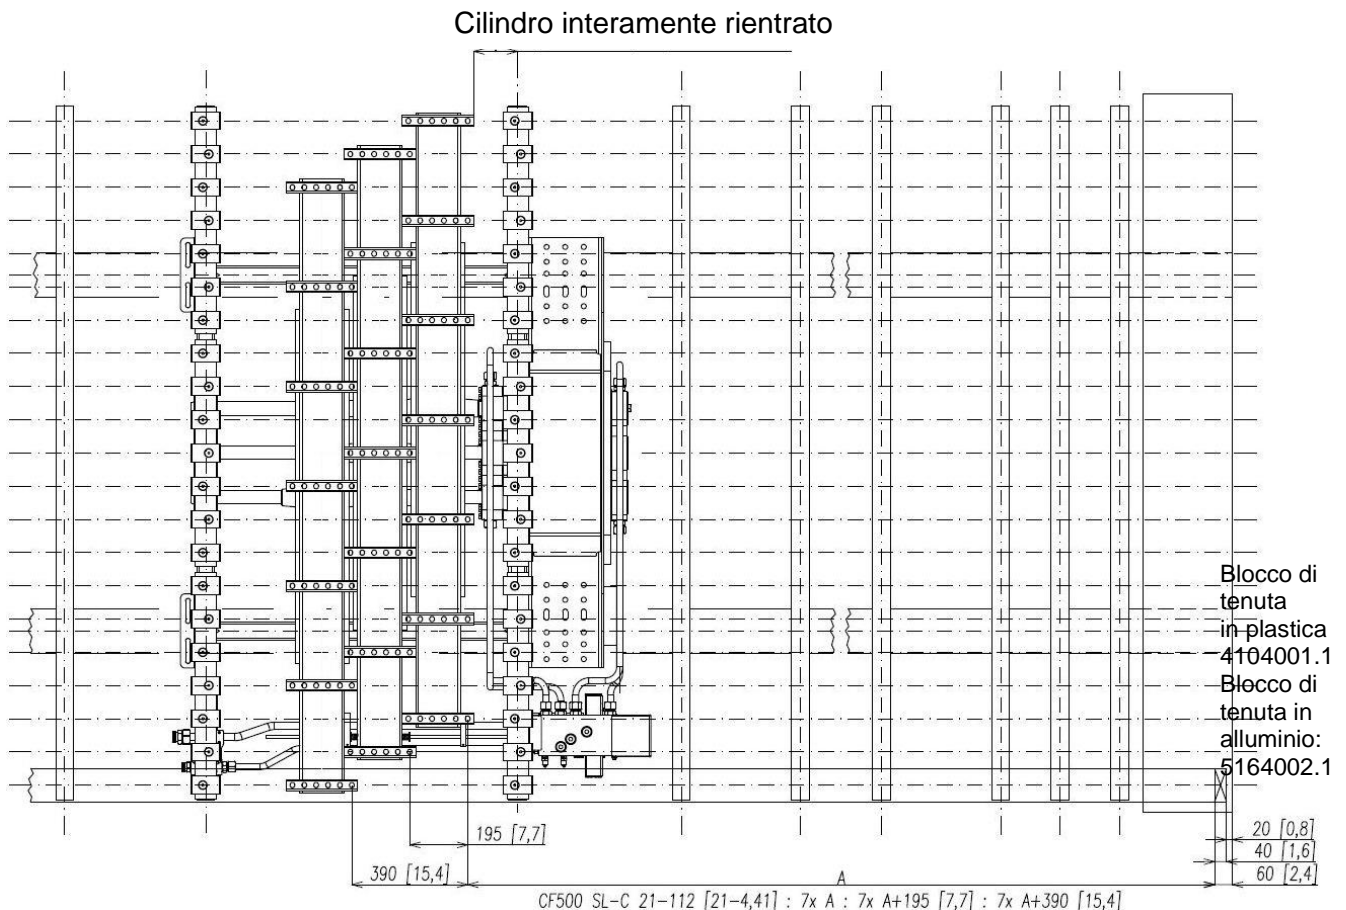 Cilindro interamente rientrato
Blocco di
tenuta
in plastica
4104001.1
Blocco di
tenuta in
alluminio:
5164002.1
195 [7,7]
20 [0,8]
40 [1,6]
390 [15,4]
A
60 [2,4]
CF500 SL-C 21-112 [21-4,41] : 7x A : 7x A+195 [7,7] : 7x A+390 [15,4]